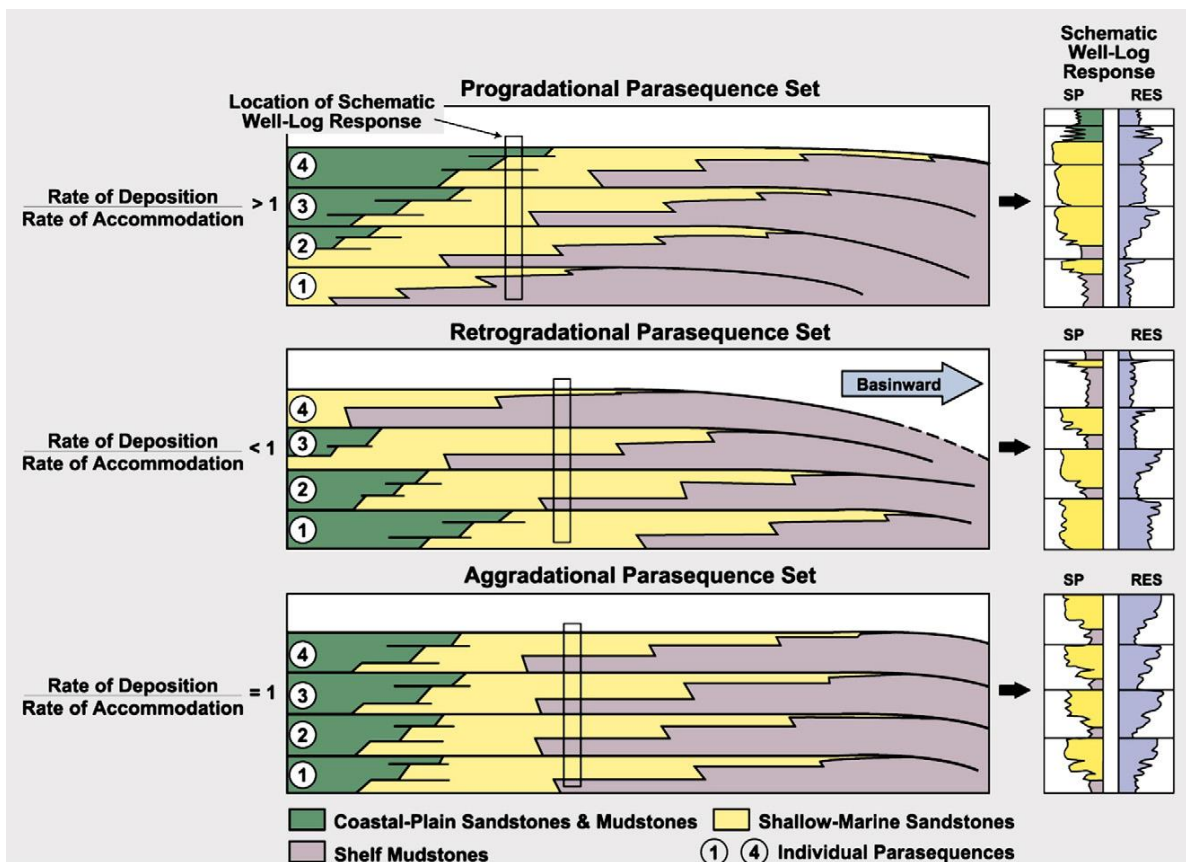 Schematic
Well-Log
Response
SP RES
Progradational Parasequence Set
Location of Schematic
Well-Log Response
4
3
2
1
Rate of Deposition
Rate of Accommodation
> 1
Retrogradational Parasequence Set
SP RES
Basinward
4
3
2
1
Rate of Deposition
Rate of Accommodation
< 1
Aggradational Parasequence Set
SP RES
4
3
2
1
Rate of Deposition
Rate of Accommodation
= 1
Coastal-Plain Sandstones & Mudstones
Shallow-Marine Sandstones
Shelf Mudstones
1 4 Individual Parasequences